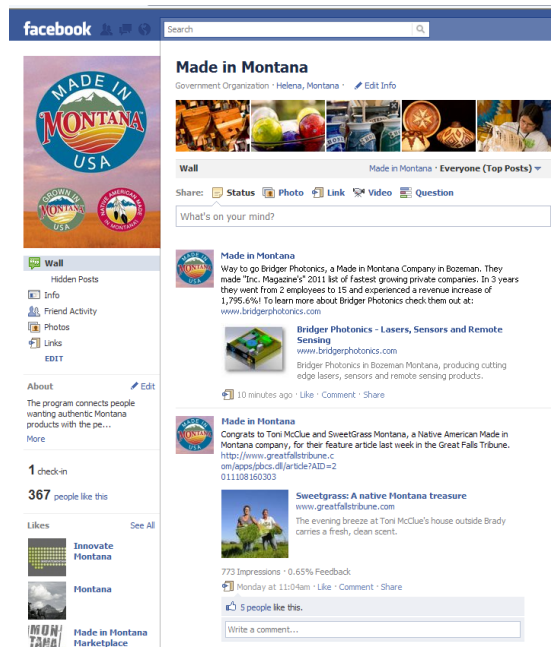 facebook
Search
MADE IN
MONTANA
USA
GROWN IN
MONTANA
USA
NATIVE AMERICAN MADE
IN MONTANA
Made in Montana
Government Organization · Helena, Montana · Edit Info
Wall
Made in Montana · Everyone (Top Posts)
Share: Status Photo Link Video Question
What's on your mind?
Wall
Hidden Posts
Info
Friend Activity
Photos
Links
EDIT
About
Edit
The program connects people
wanting authentic Montana
products with the pe...
More
1 check-in
367 people like this
Likes
See All
Innovate
Montana
Montana
Made in Montana
Marketplace
Made in Montana
Way to go Bridger Photonics, a Made in Montana Company in Bozeman. They
made "Inc. Magazine's" 2011 list of fastest growing private companies. In 3 years
they went from 2 employees to 15 and experienced a revenue increase of
1,795.6%! To learn more about Bridger Photonics check them out at:
www.bridgerphotonics.com
Bridger Photonics - Lasers, Sensors and Remote
Sensing
www.bridgerphotonics.com
Bridger Photonics in Bozeman Montana, producing cutting
edge lasers, sensors and remote sensing products.
10 minutes ago · Like · Comment · Share
Made in Montana
Congrats to Toni McClue and SweetGrass Montana, a Native American Made in
Montana company, for their feature article last week in the Great Falls Tribune.
http://www.greatfallstribune.c
om/apps/pbcs.dll/article?AID=2
011108160303
Sweetgrass: A native Montana treasure
www.greatfallstribune.com
The evening breeze at Toni McClue's house outside Brady
carries a fresh, clean scent.
773 Impressions · 0.65% Feedback
Monday at 11:04am · Like · Comment · Share
5 people like this.
Write a comment...